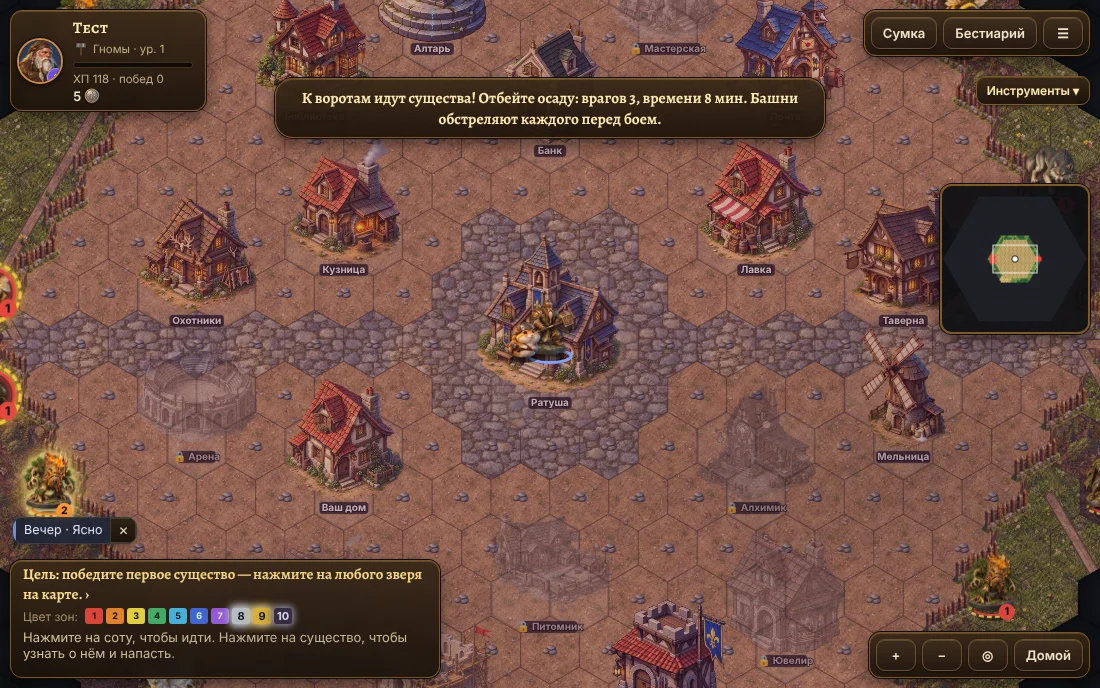 Тест
Гномы · ур. 1
ХП 118 · побед 0
5
Алтарь
Мастерская
Сумка
Бестиарий
☰
Инструменты ▾
К воротам идут существа! Отбейте осаду: врагов 3, времени 8 мин. Башни
обстреляют каждого перед боем.
Банк
Кузница
Лавка
Охотники
Таверна
Ратуша
1
1
Арена
Мельница
Ваш дом
Алхимик
2
Вечер · Ясно
×
Цель: победите первое существо — нажмите на любого зверя
на карте. ›
Цвет зон: 1 2 3 4 5 6 7 8 9 10
Нажмите на соту, чтобы идти. Нажмите на существо, чтобы
узнать о нём и напасть.
1
Питомник
Ювелир
+
−
◎
Домой